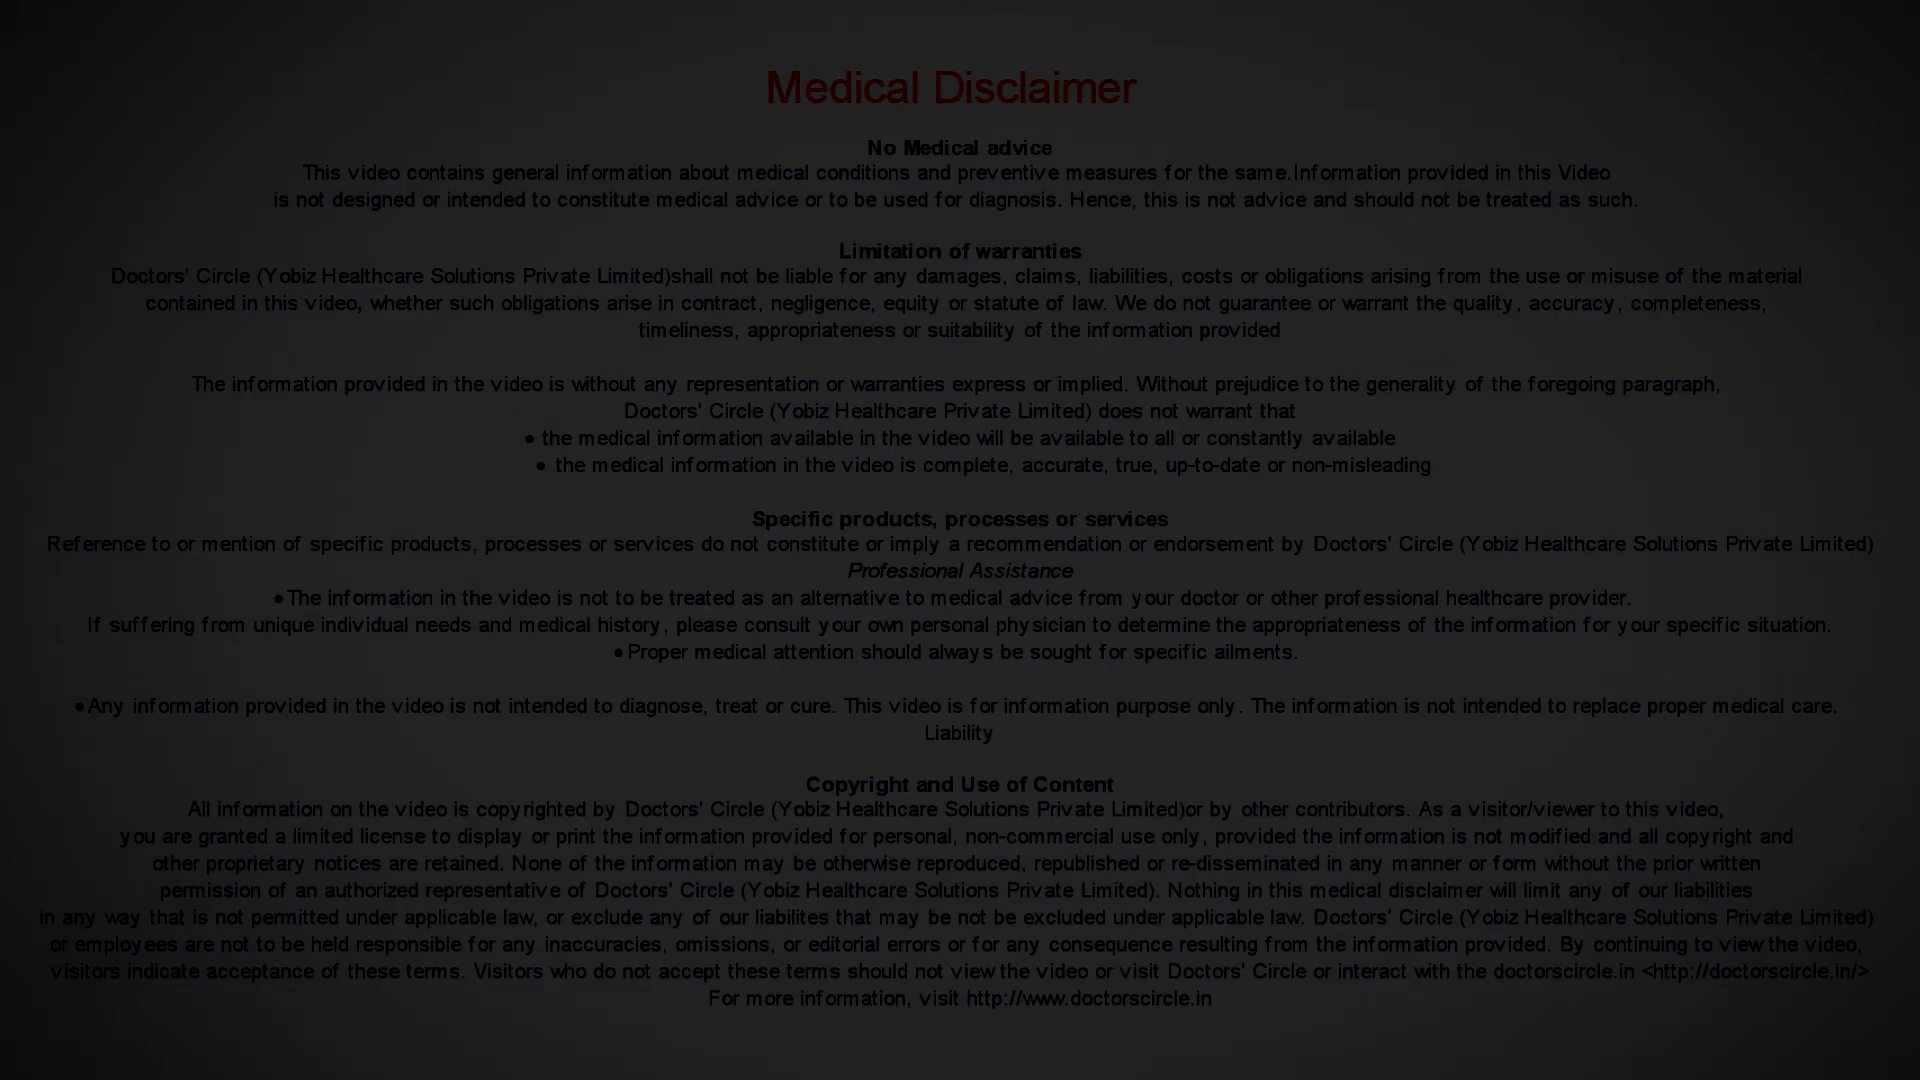 Medical Disclaimer
No Medical advice
This video contains general information about medical conditions and preventive measures for the same.Information provided in this Video
is not designed or intended to constitute medical advice or to be used for diagnosis. Hence, this is not advice and should not be treated as such.
Limitation of warranties
Doctors' Circle (Yobiz Healthcare Solutions Private Limited)shall not be liable for any damages, claims, liabilities, costs or obligations arising from the use or misuse of the material
contained in this video, whether such obligations arise in contract, negligence, equity or statute of law. We do not guarantee or warrant the quality, accuracy, completeness,
timeliness, appropriateness or suitability of the information provided
The information provided in the video is without any representation or warranties express or implied. Without prejudice to the generality of the foregoing paragraph,
Doctors' Circle (Yobiz Healthcare Private Limited) does not warrant that
● the medical information available in the video will be available to all or constantly available
● the medical information in the video is complete, accurate, true, up-to-date or non-misleading
Specific products, processes or services
Reference to or mention of specific products, processes or services do not constitute or imply a recommendation or endorsement by Doctors' Circle (Yobiz Healthcare Solutions Private Limited)
Professional Assistance
●The information in the video is not to be treated as an alternative to medical advice from your doctor or other professional healthcare provider.
If suffering from unique individual needs and medical history, please consult your own personal physician to determine the appropriateness of the information for your specific situation.
●Proper medical attention should always be sought for specific ailments.
●Any information provided in the video is not intended to diagnose, treat or cure. This video is for information purpose only. The information is not intended to replace proper medical care.
Liability
Copyright and Use of Content
All information on the video is copyrighted by Doctors' Circle (Yobiz Healthcare Solutions Private Limited)or by other contributors. As a visitor/viewer to this video,
you are granted a limited license to display or print the information provided for personal, non-commercial use only, provided the information is not modified and all copyright and
other proprietary notices are retained. None of the information may be otherwise reproduced, republished or re-disseminated in any manner or form without the prior written
permission of an authorized representative of Doctors' Circle (Yobiz Healthcare Solutions Private Limited). Nothing in this medical disclaimer will limit any of our liabilities
in any way that is not permitted under applicable law, or exclude any of our liabilites that may be not be excluded under applicable law. Doctors' Circle (Yobiz Healthcare Solutions Private Limited)
or employees are not to be held responsible for any inaccuracies, omissions, or editorial errors or for any consequence resulting from the information provided. By continuing to view the video,
visitors indicate acceptance of these terms. Visitors who do not accept these terms should not view the video or visit Doctors' Circle or interact with the doctorscircle.in <http://doctorscircle.in/>
For more information, visit http://www.doctorscircle.in